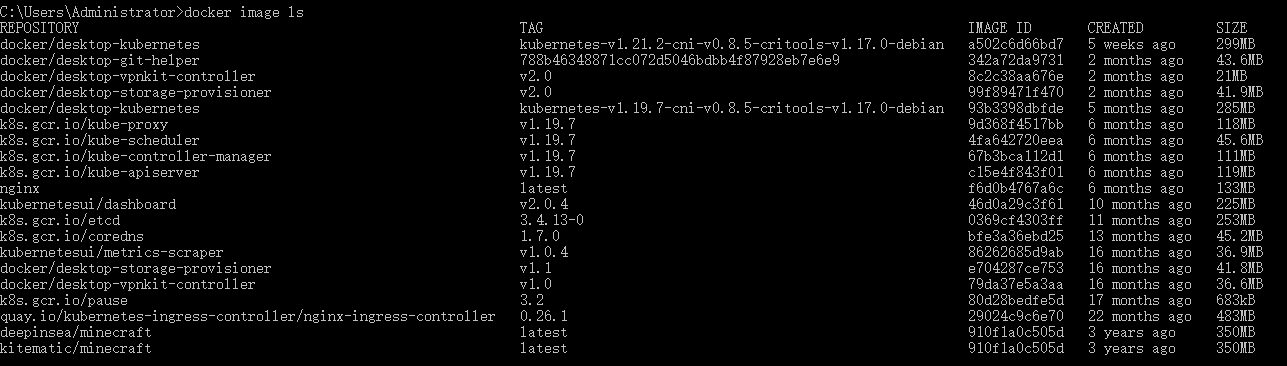 C:\Users\Administrator>docker image ls
REPOSITORY TAG IMAGE ID CREATED SIZE
docker/desktop-kubernetes kubernetes-v1.21.2-cni-v0.8.5-critools-v1.17.0-debian a502c6d66bd7 5 weeks ago 299MB
docker/desktop-git-helper 788b46348871cc072d5046bdbb4f87928eb7e6e9 342a72da9731 2 months ago 43.6MB
docker/desktop-vpnkit-controller v2.0 8c2c38aa676e 2 months ago 21MB
docker/desktop-storage-provisioner v2.0 99f89471f470 2 months ago 41.9MB
docker/desktop-kubernetes kubernetes-v1.19.7-cni-v0.8.5-critools-v1.17.0-debian 93b3398dbfde 5 months ago 285MB
k8s.gcr.io/kube-proxy v1.19.7 9d368f4517bb 6 months ago 118MB
k8s.gcr.io/kube-scheduler v1.19.7 4fa642720eea 6 months ago 45.6MB
k8s.gcr.io/kube-controller-manager v1.19.7 67b3bca112d1 6 months ago 111MB
k8s.gcr.io/kube-apiserver v1.19.7 c15e4f843f01 6 months ago 119MB
nginx latest f6d0b4767a6c 6 months ago 133MB
kubernetesui/dashboard v2.0.4 46d0a29c3f61 10 months ago 225MB
k8s.gcr.io/etcd 3.4.13-0 0369cf4303ff 11 months ago 253MB
k8s.gcr.io/coredns 1.7.0 bfe3a36ebd25 13 months ago 45.2MB
kubernetesui/metrics-scraper v1.0.4 86262685d9ab 16 months ago 36.9MB
docker/desktop-storage-provisioner v1.1 e704287ce753 16 months ago 41.8MB
docker/desktop-vpnkit-controller v1.0 79da37e5a3aa 16 months ago 36.6MB
k8s.gcr.io/pause 3.2 80d28bedfe5d 17 months ago 683kB
quay.io/kubernetes-ingress-controller/nginx-ingress-controller 0.26.1 29024c9c6e70 22 months ago 483MB
deepinsea/minecraft latest 910f1a0c505d 3 years ago 350MB
kitematic/minecraft latest 910f1a0c505d 3 years ago 350MB